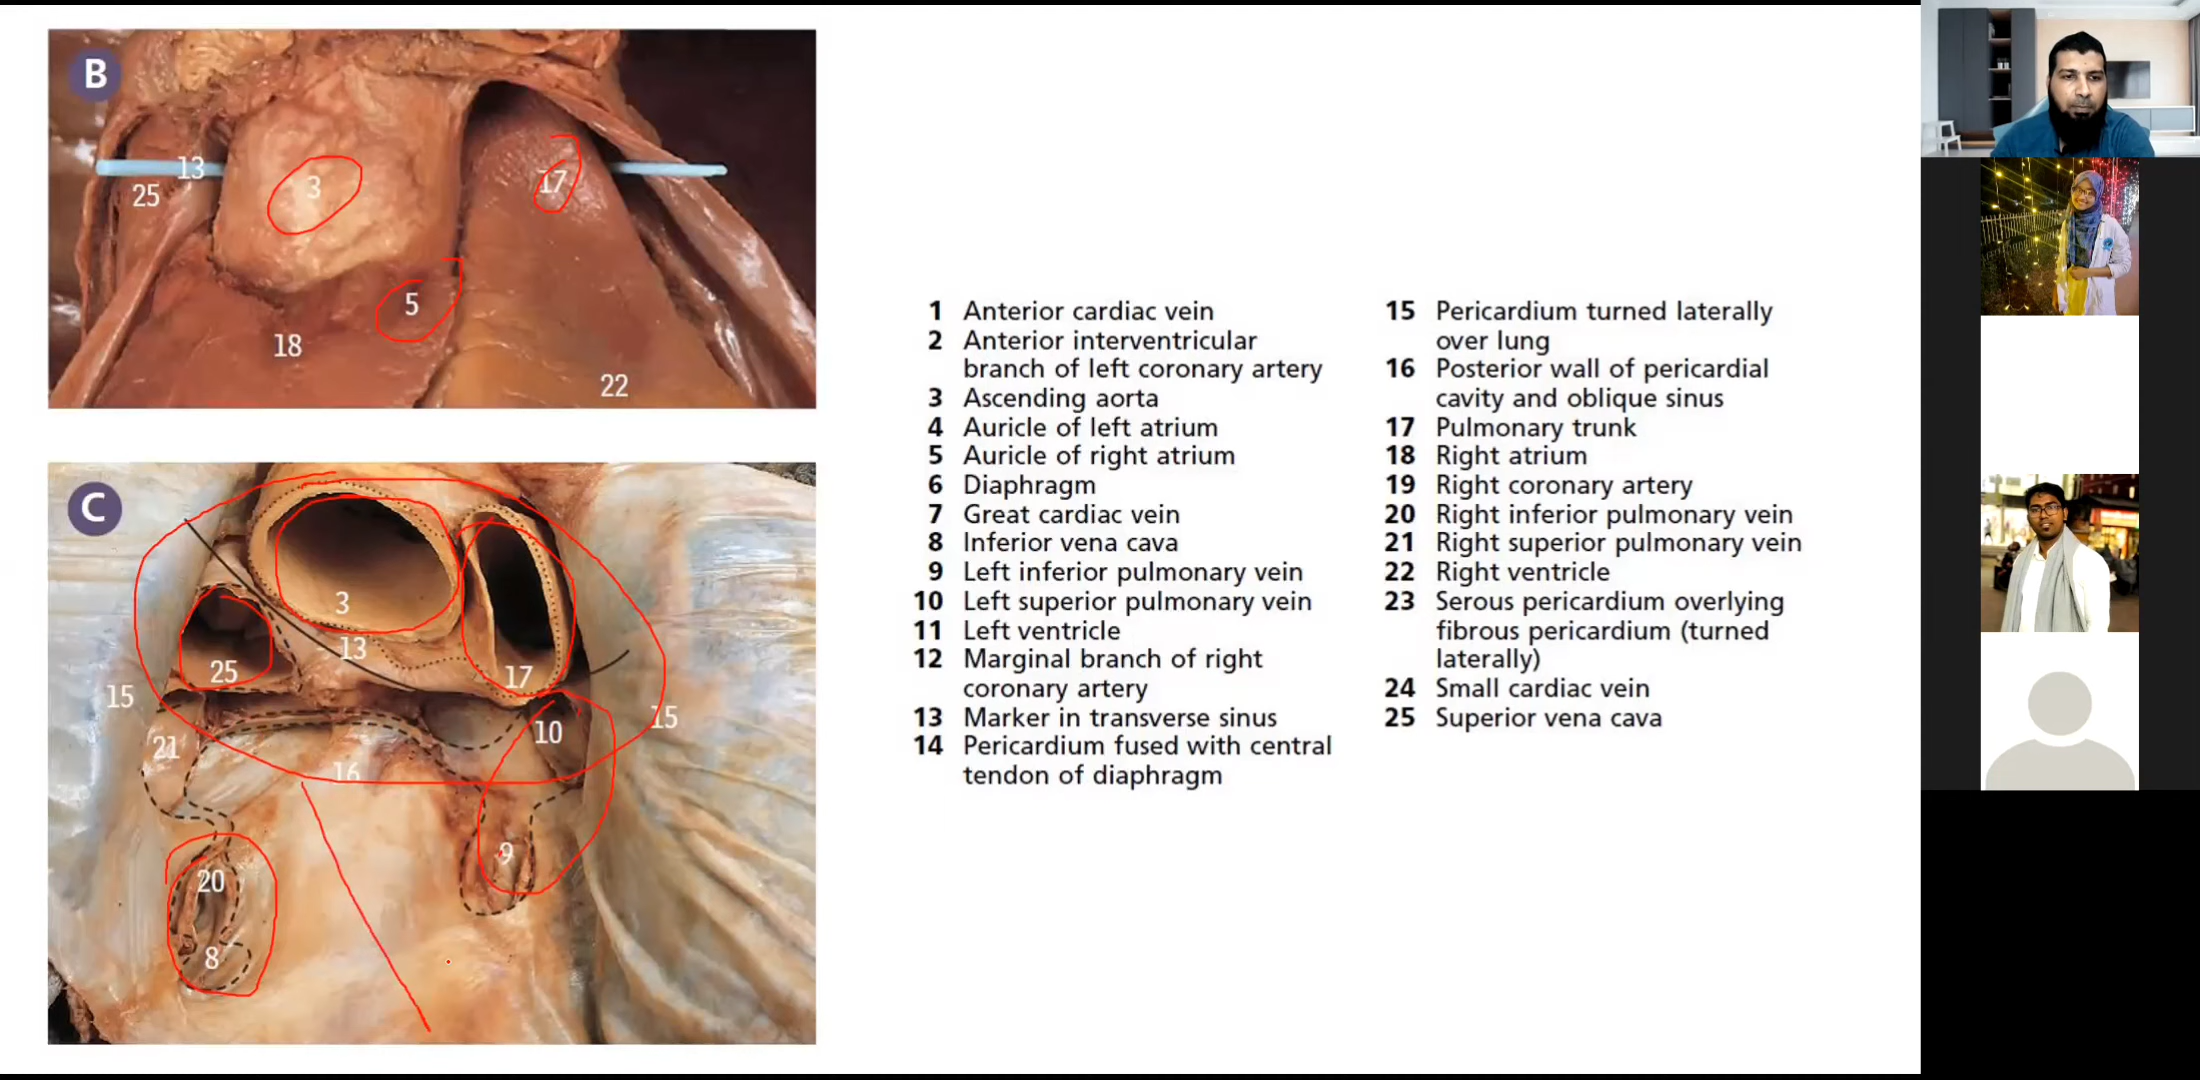 B
13
25
3
17
5
18
22
C
3
13
25
17
15
15
10
21
16
9
20
8
1 Anterior cardiac vein
2 Anterior interventricular
branch of left coronary artery
3 Ascending aorta
4 Auricle of left atrium
5 Auricle of right atrium
6 Diaphragm
7 Great cardiac vein
8 Inferior vena cava
9 Left inferior pulmonary vein
10 Left superior pulmonary vein
11 Left ventricle
12 Marginal branch of right
coronary artery
13 Marker in transverse sinus
14 Pericardium fused with central
tendon of diaphragm
15 Pericardium turned laterally
over lung
16 Posterior wall of pericardial
cavity and oblique sinus
17 Pulmonary trunk
18 Right atrium
19 Right coronary artery
20 Right inferior pulmonary vein
21 Right superior pulmonary vein
22 Right ventricle
23 Serous pericardium overlying
fibrous pericardium (turned
laterally)
24 Small cardiac vein
25 Superior vena cava